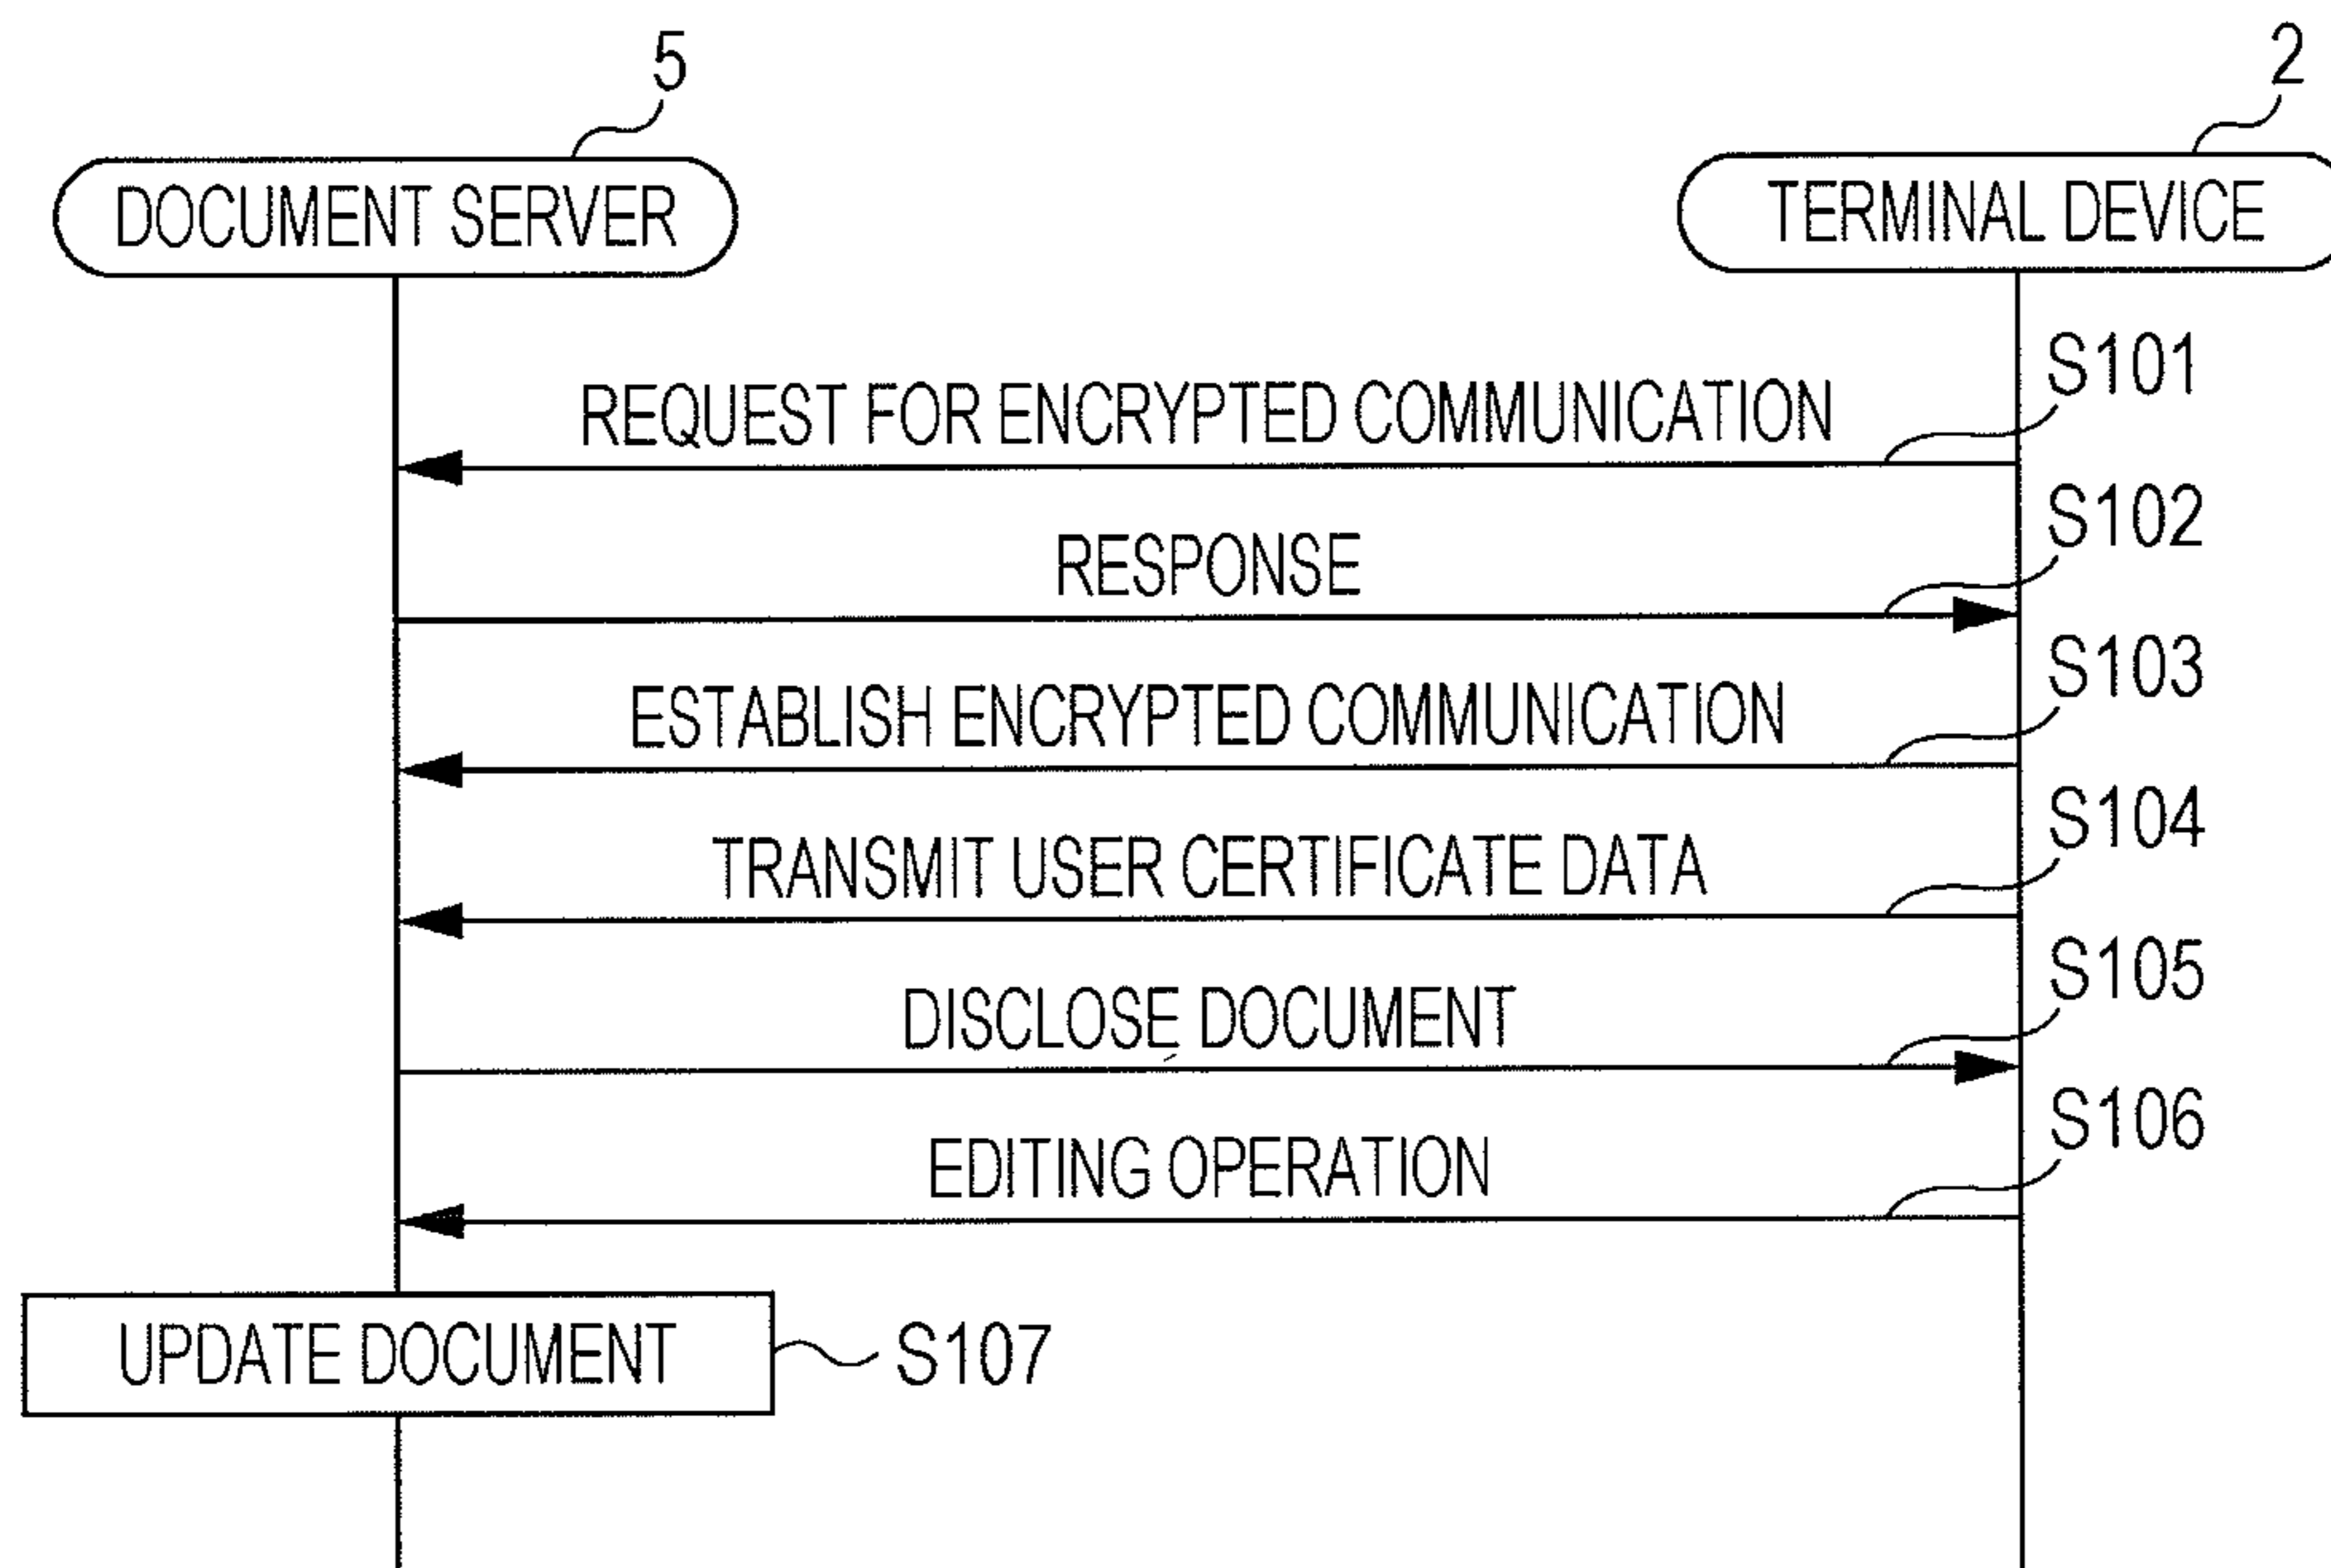 5
2
DOCUMENT SERVER
TERMINAL DEVICE
S101
REQUEST FOR ENCRYPTED COMMUNICATION
S102
RESPONSE
S103
ESTABLISH ENCRYPTED COMMUNICATION
S104
TRANSMIT USER CERTIFICATE DATA
S105
DISCLOSE DOCUMENT
S106
EDITING OPERATION
UPDATE DOCUMENT
S107